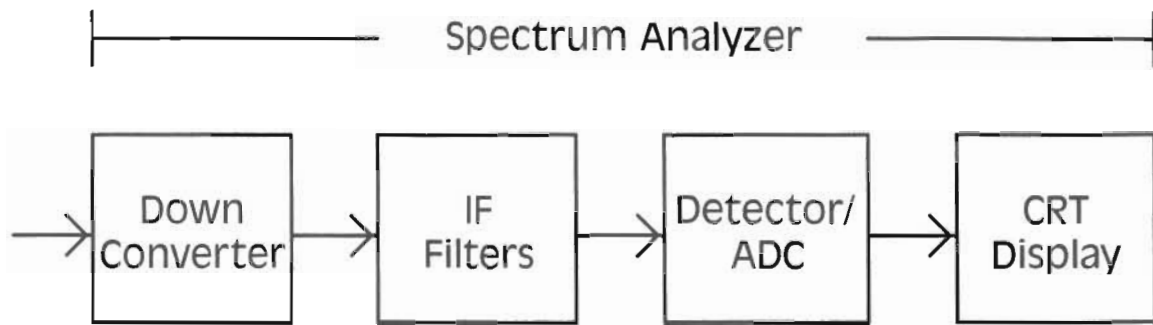 Spectrum Analyzer
Down
Converter
IF
Filters
Detector/
ADC
CRT
Display